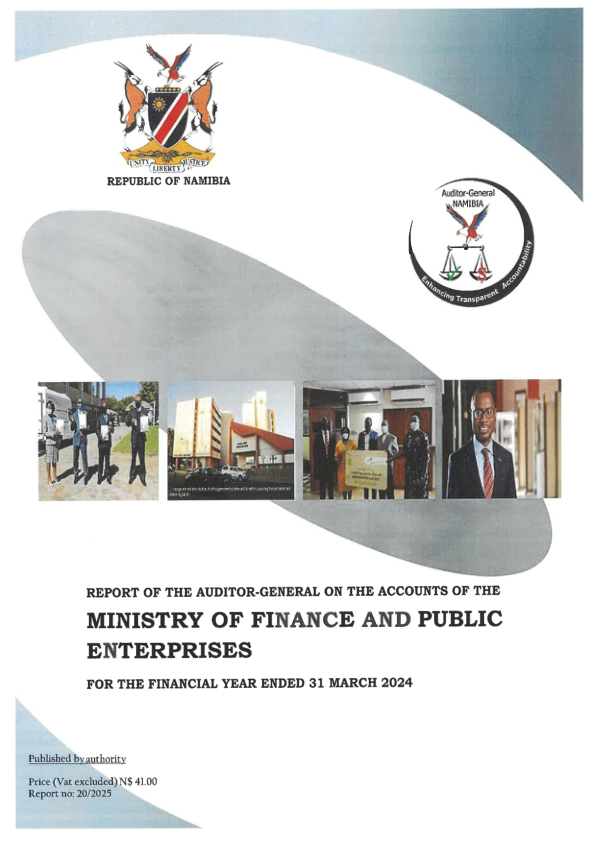 UNITY
LIBERTY
JUSTICE
REPUBLIC OF NAMIBIA
Auditor-General
NAMIBIA
Enhancing Transparent Accountability
REPORT OF THE AUDITOR-GENERAL ON THE ACCOUNTS OF THE
MINISTRY OF FINANCE AND PUBLIC
ENTERPRISES
FOR THE FINANCIAL YEAR ENDED 31 MARCH 2024
Published by authority
Price (Vat excluded) N$ 41.00
Report no: 20/2025